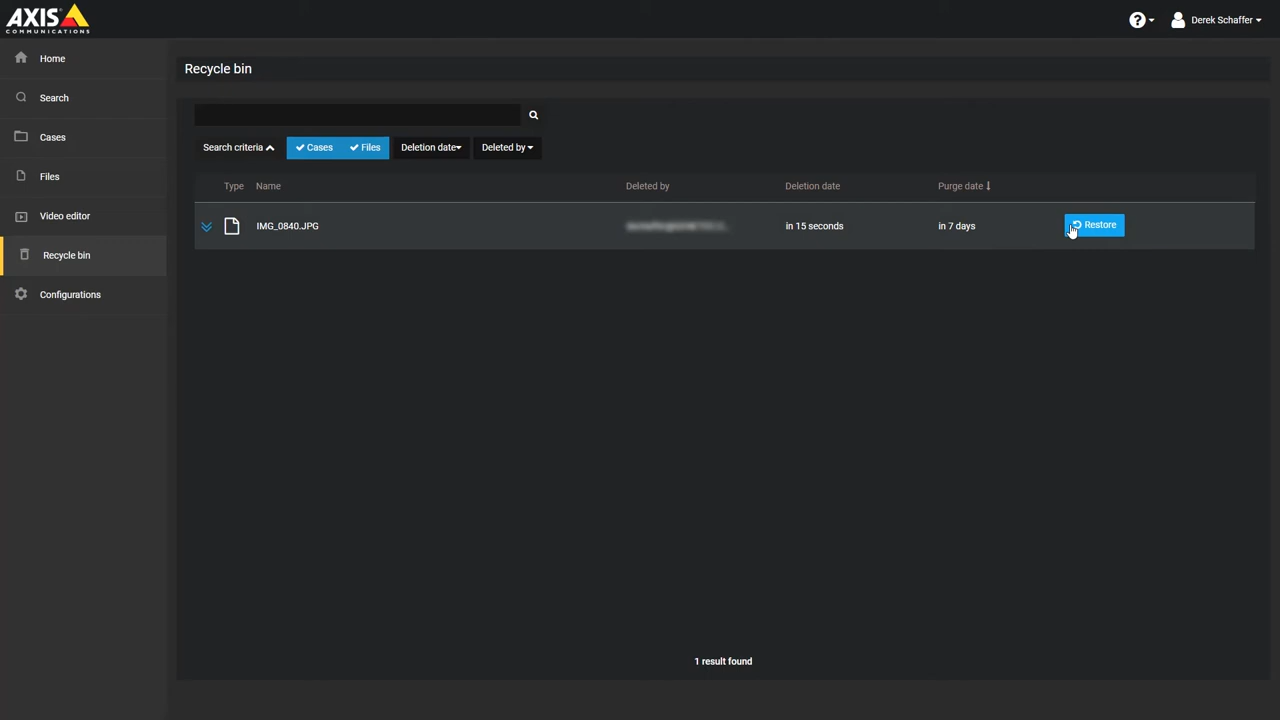 AXIS
COMMUNICATIONS
Derek Schaffer
Home
Search
Cases
Files
Video editor
Recycle bin
Configurations
Recycle bin
Search criteria Cases Files Deletion date Deleted by
Type Name Deleted by Deletion date Purge date
IMG_0840.JPG in 15 seconds in 7 days Restore
1 result found